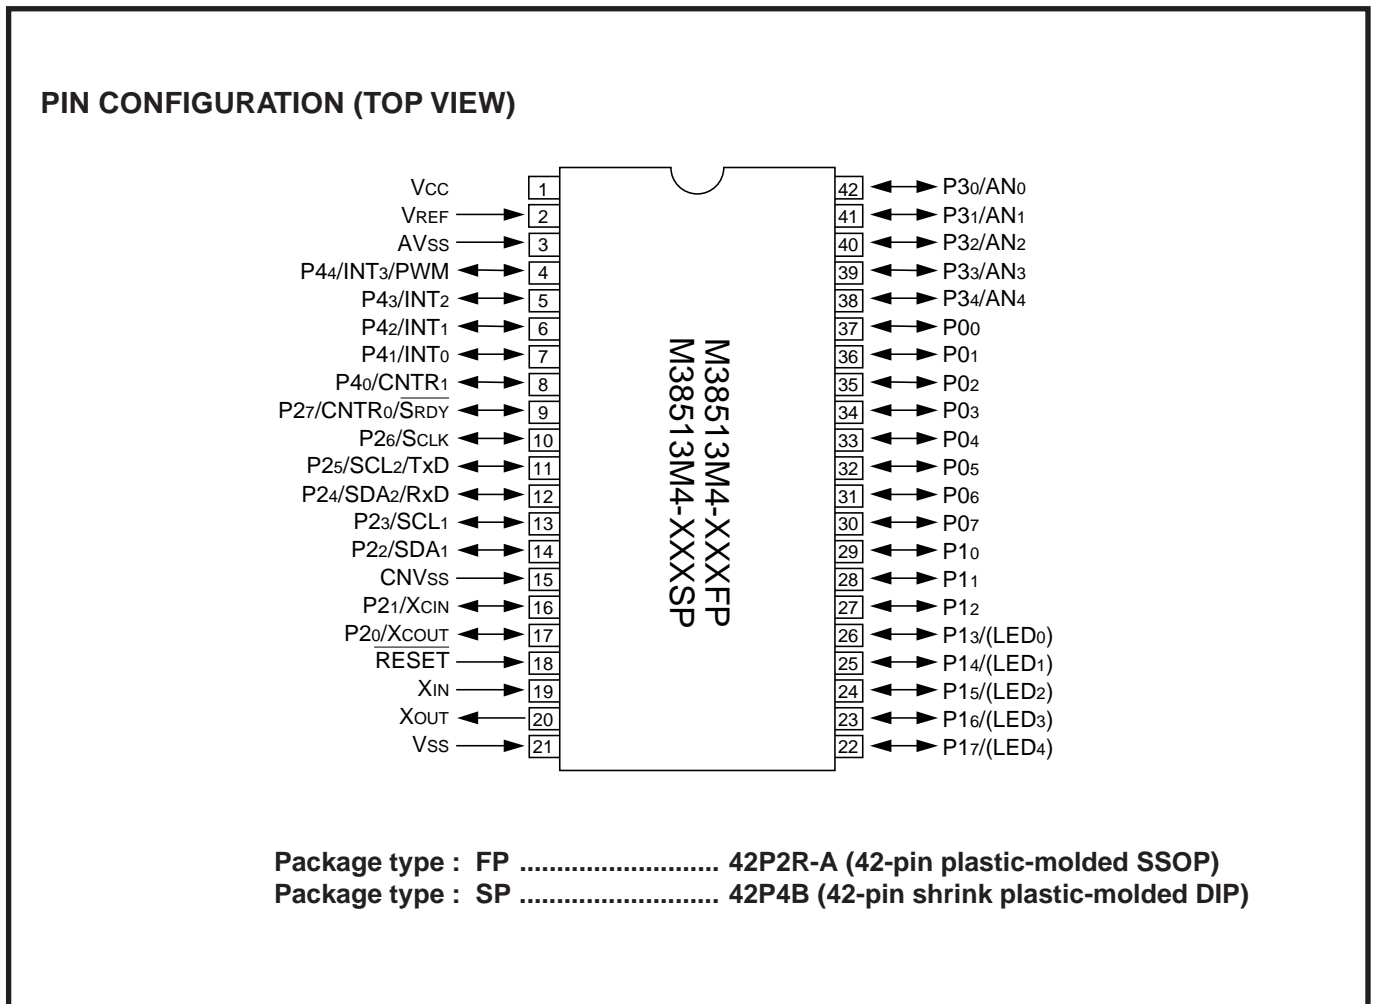 PIN CONFIGURATION (TOP VIEW)
VCC 1
VREF 2
AVSS 3
P44/INT3/PWM 4
P43/INT2 5
P42/INT1 6
P41/INT0 7
P40/CNTR1 8
P27/CNTR0/SRDY 9
P26/SCLK 10
P25/SCL2/TxD 11
P24/SDA2/RxD 12
P23/SCL1 13
P22/SDA1 14
CNVSS 15
P21/XCIN 16
P20/XCOUT 17
RESET 18
XIN 19
XOUT 20
VSS 21
M38513M4-XXXFP
M38513M4-XXXSP
42 P30/AN0
41 P31/AN1
40 P32/AN2
39 P33/AN3
38 P34/AN4
37 P00
36 P01
35 P02
34 P03
33 P04
32 P05
31 P06
30 P07
29 P10
28 P11
27 P12
26 P13/(LED0)
25 P14/(LED1)
24 P15/(LED2)
23 P16/(LED3)
22 P17/(LED4)
Package type : FP ........................... 42P2R-A (42-pin plastic-molded SSOP)
Package type : SP ........................... 42P4B (42-pin shrink plastic-molded DIP)